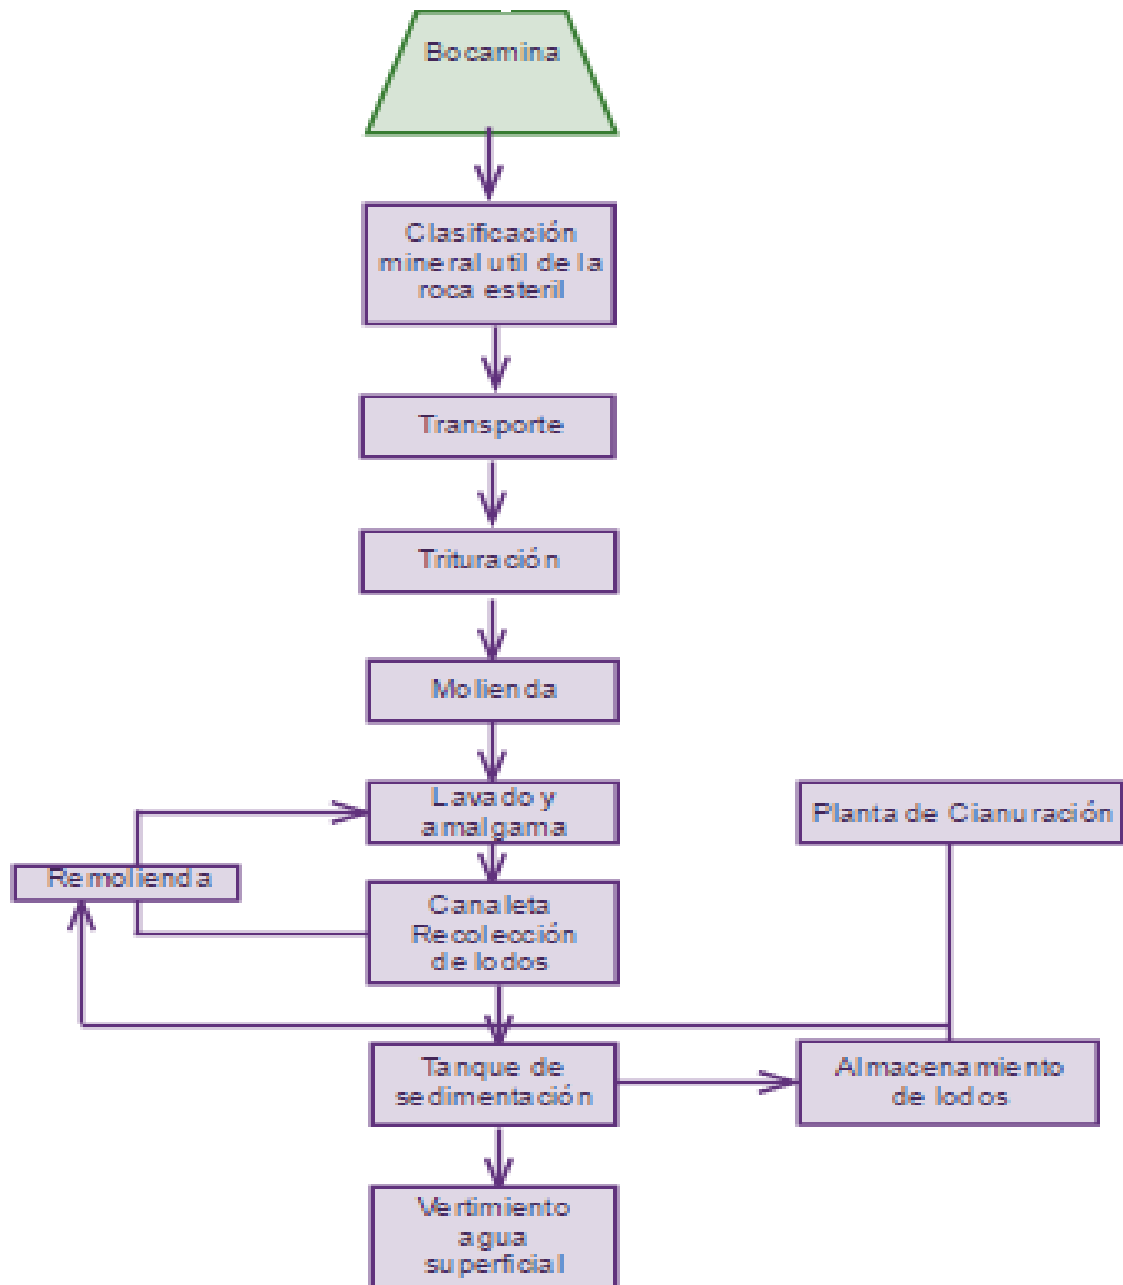 Bocamina
Clasificación
mineral util de la
roca esteril
Transporte
Trituración
Molienda
Lavado y
amalgama
Planta de Cianuración
Remolienda
Canaleta
Recolección
de lodos
Tanque de
sedimentación
Almacenamiento
de lodos
Vertimiento
agua
superficial